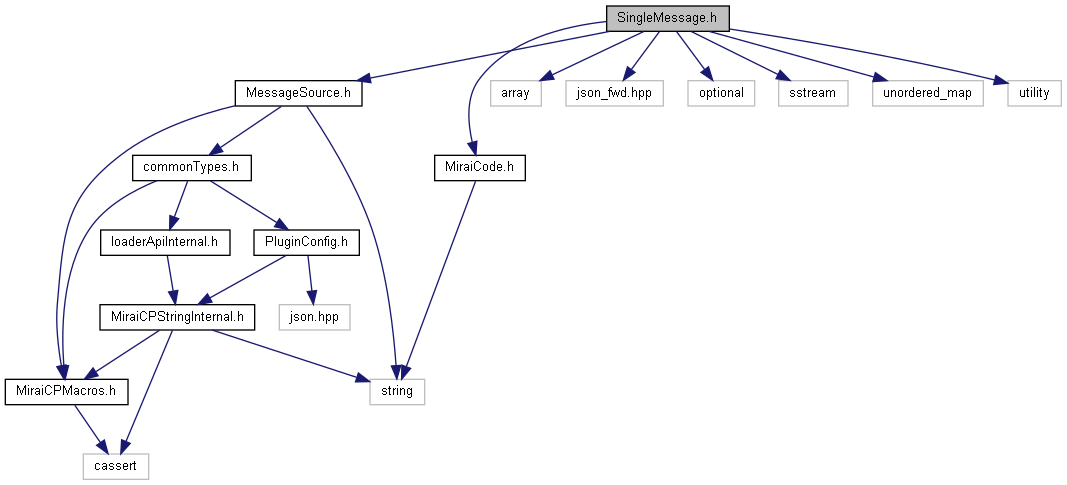 SingleMessage.h
MessageSource.h
array
json_fwd.hpp
optional
sstream
unordered_map
utility
commonTypes.h
MiraiCode.h
loaderApiInternal.h
PluginConfig.h
MiraiCPStringInternal.h
json.hpp
MiraiCPMacros.h
string
cassert